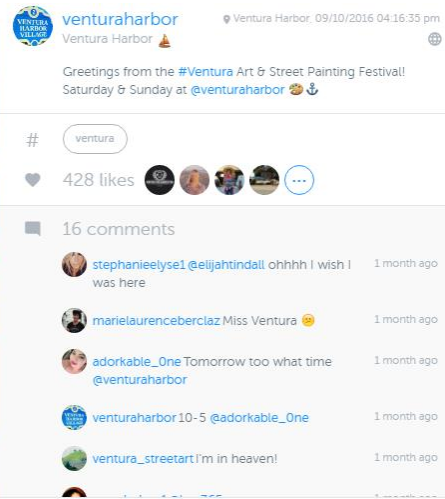 VENTURA
HARBOR
VILLAGE
venturaharbor
Ventura Harbor, 09/10/2016 04:16:35 pm
Ventura Harbor
Greetings from the #Ventura Art & Street Painting Festival!
Saturday & Sunday at @venturaharbor 🎨⚓
#
ventura
428 likes
...
16 comments
stephanieelyse1 @elijahtindall ohhhh I wish I
1 month ago
was here
marielaurenceberclaz Miss Ventura 😕
1 month ago
adorkable_0ne Tomorrow too what time
1 month ago
@venturaharbor
venturaharbor 10-5 @adorkable_0ne
1 month ago
ventura_streetart I'm in heaven!
1 month ago